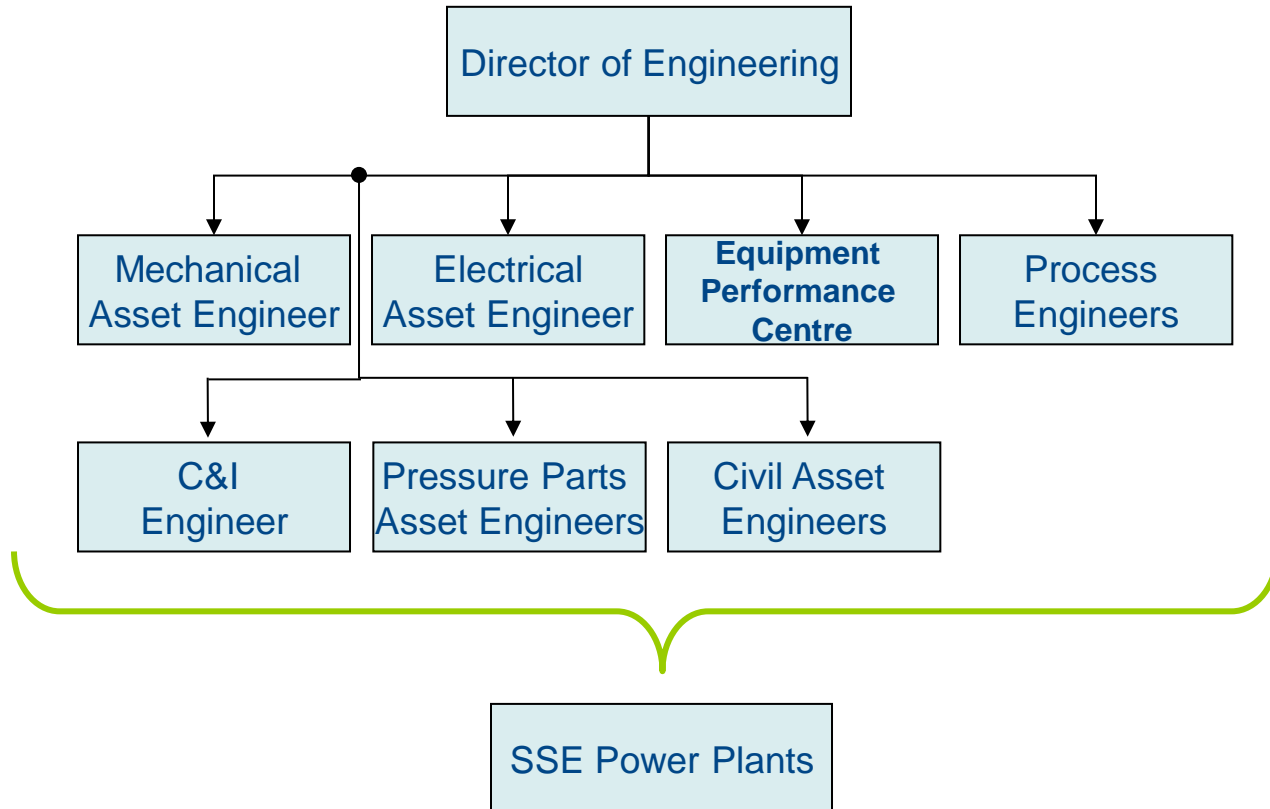 Director of Engineering
Mechanical
Asset Engineer
Electrical
Asset Engineer
Equipment
Performance
Centre
Process
Engineers
C&I
Engineer
Pressure Parts
Asset Engineers
Civil Asset
Engineers
SSE Power Plants